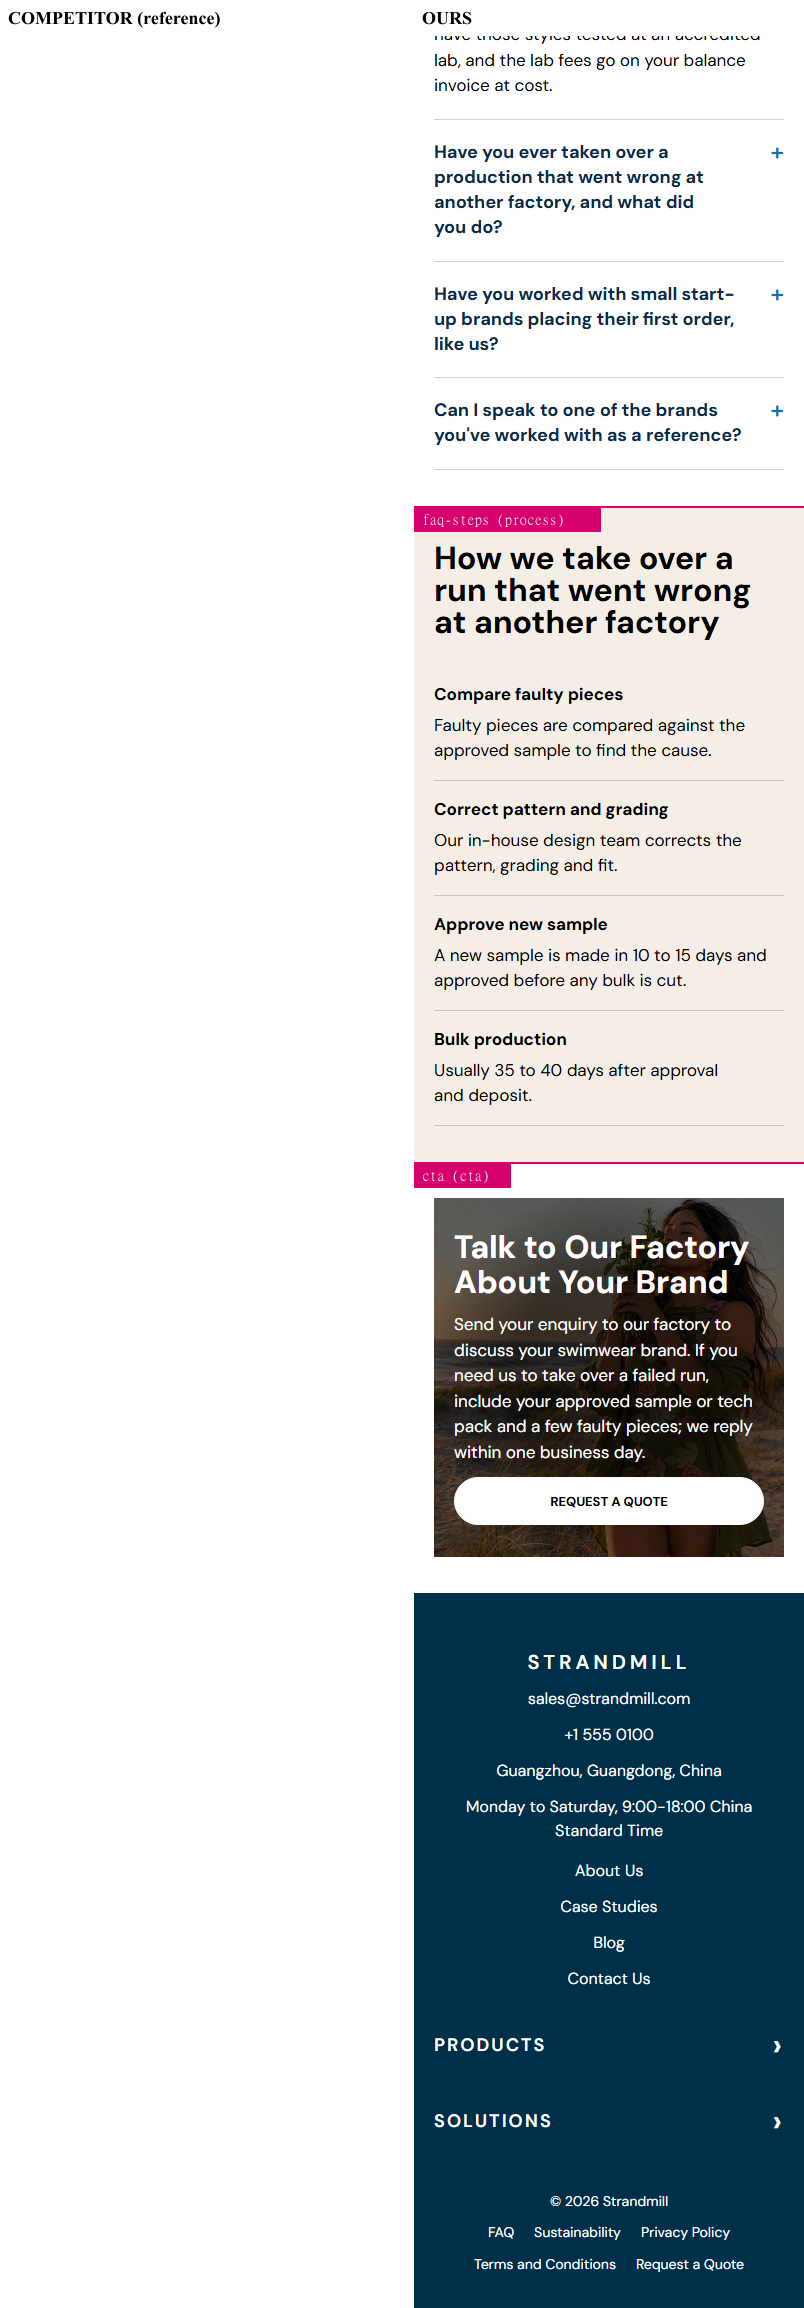 COMPETITOR (reference)
OURS
have those styles tested at an accredited
lab, and the lab fees go on your balance
invoice at cost.
Have you ever taken over a
production that went wrong at
another factory, and what did
you do?
+
Have you worked with small start-
up brands placing their first order,
like us?
+
Can I speak to one of the brands
you've worked with as a reference?
+
faq-steps (process)
How we take over a
run that went wrong
at another factory
Compare faulty pieces
Faulty pieces are compared against the
approved sample to find the cause.
Correct pattern and grading
Our in-house design team corrects the
pattern, grading and fit.
Approve new sample
A new sample is made in 10 to 15 days and
approved before any bulk is cut.
Bulk production
Usually 35 to 40 days after approval
and deposit.
cta (cta)
Talk to Our Factory
About Your Brand
Send your enquiry to our factory to
discuss your swimwear brand. If you
need us to take over a failed run,
include your approved sample or tech
pack and a few faulty pieces; we reply
within one business day.
REQUEST A QUOTE
STRANDMILL
sales@strandmill.com
+1 555 0100
Guangzhou, Guangdong, China
Monday to Saturday, 9:00-18:00 China
Standard Time
About Us
Case Studies
Blog
Contact Us
PRODUCTS
SOLUTIONS
© 2026 Strandmill
FAQ Sustainability Privacy Policy
Terms and Conditions Request a Quote